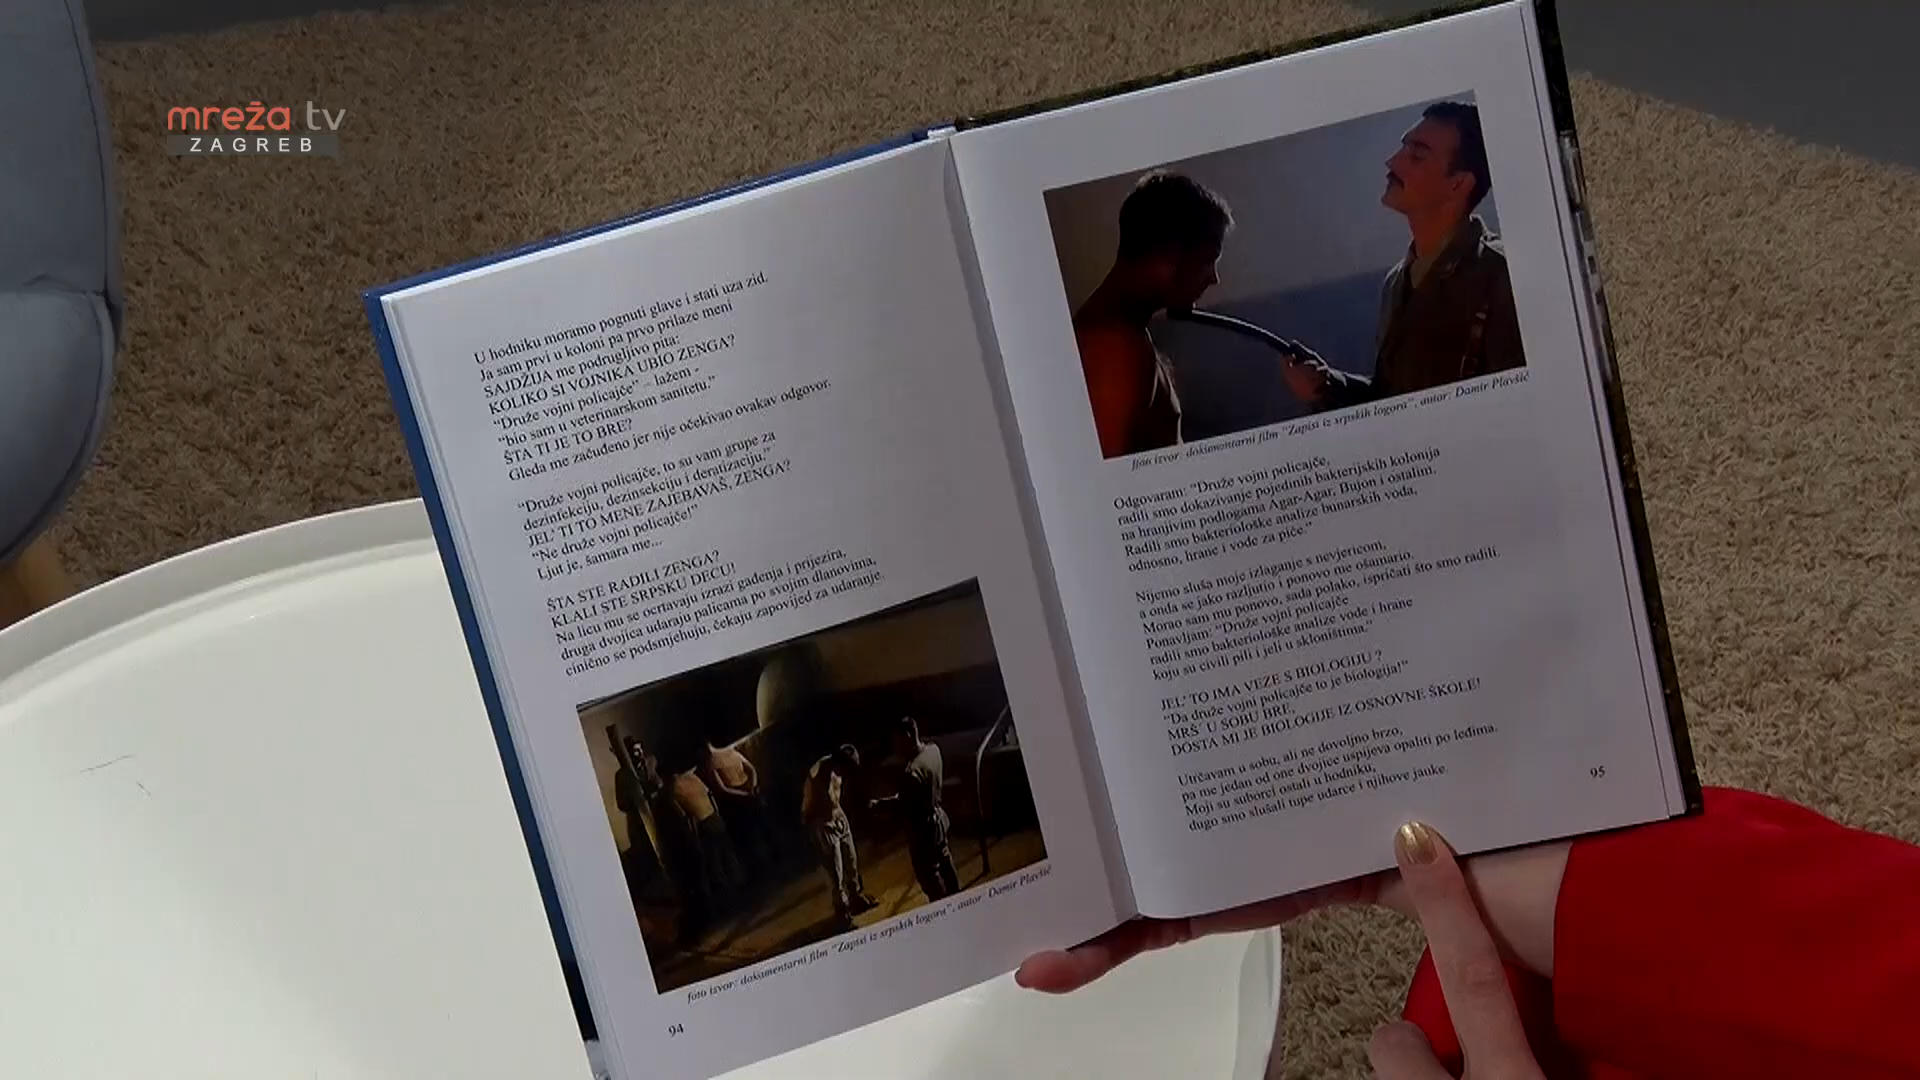 mreža tv
ZAGREB
U hodniku moramo pognuti glave i stati uza zid.
Ja sam prvi u koloni pa prvo prilaze meni
SAJDŽIJA me podrugljivo pita:
KOLIKO SI VOJNIKA UBIO ZENGA?
“Druže vojni policajče” – lažem -
“bio sam u veterinarskom sanitetu.”
ŠTA TI JE TO BRE?
Gleda me začuđeno jer nije očekivao ovakav odgovor.
“Druže vojni policajče, to su vam grupe za
dezinfekciju, dezinsekciju i deratizaciju.”
JEL’ TI TO MENE ZAJEBAVAŠ, ZENGA?
“Ne druže vojni policajče!”
Ljut je, šamara me...
ŠTA STE RADILI ZENGA?
KLALI STE SRPSKU DECU!
Na licu mu se ocrtavaju izrazi gađenja i prijezira,
druga dvojica udaraju palicama po svojim dlanovima,
cinično se podsmjehuju, čekaju zapovijed za udaranje.
foto izvor: dokumentarni film “Zapisi iz srpskih logora”, autor: Damir Plavšić
94
foto izvor: dokumentarni film “Zapisi iz srpskih logora”, autor: Damir Plavšić
Odgovaram: “Druže vojni policajče,
radili smo dokazivanje pojedinih bakterijskih kolonija
na hranjivim podlogama Agar-Agar, Bujon i ostalim.
Radili smo bakteriološke analize bunarskih voda,
odnosno, hrane i vode za piće.”
Nijemo sluša moje izlaganje s nevjericom,
a onda se jako razljutio i ponovo me ošamario.
Morao sam mu ponovo, sada polako, ispričati što smo radili.
Ponavljam: “Druže vojni policajče
radili smo bakteriološke analize vode i hrane
koju su civili pili i jeli u skloništima.”
JEL’ TO IMA VEZE S BIOLOGIJU ?
“Da druže vojni policajče to je biologija!”
MRŠ’ U SOBU BRE,
DOSTA MI JE BIOLOGIJE IZ OSNOVNE ŠKOLE!
Utrčavam u sobu, ali ne dovoljno brzo,
pa me jedan od one dvojice uspijeva opaliti po leđima.
Moji su suborci ostali u hodniku,
dugo smo slušali tupe udarce i njihove jauke.
95